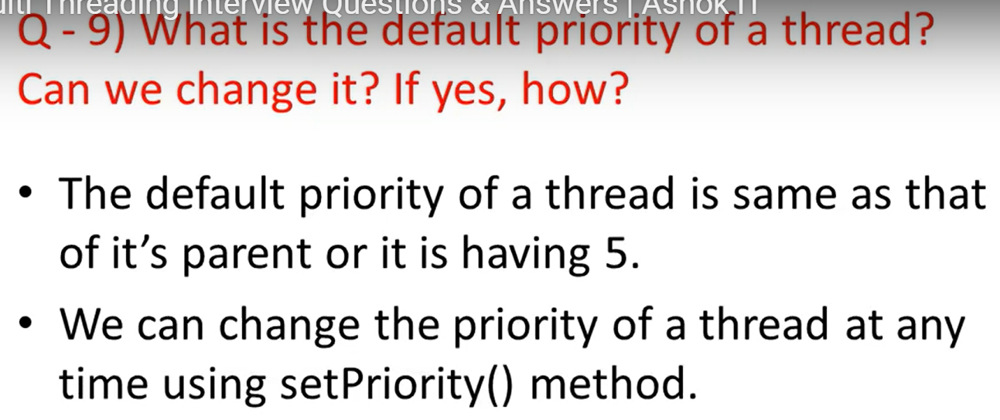 Threading Interview Questions & Answers | Ashok IT
Q - 9) What is the default priority of a thread?
Can we change it? If yes, how?
• The default priority of a thread is same as that
of it’s parent or it is having 5.
• We can change the priority of a thread at any
time using setPriority() method.